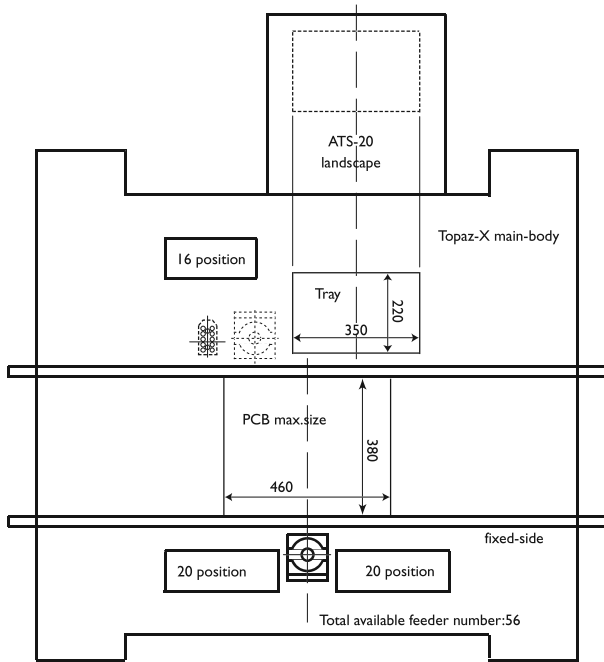 ATS-20
landscape
Topaz-X main-body
16 position
Tray
220
350
PCB max.size
380
460
fixed-side
20 position
20 position
Total available feeder number:56